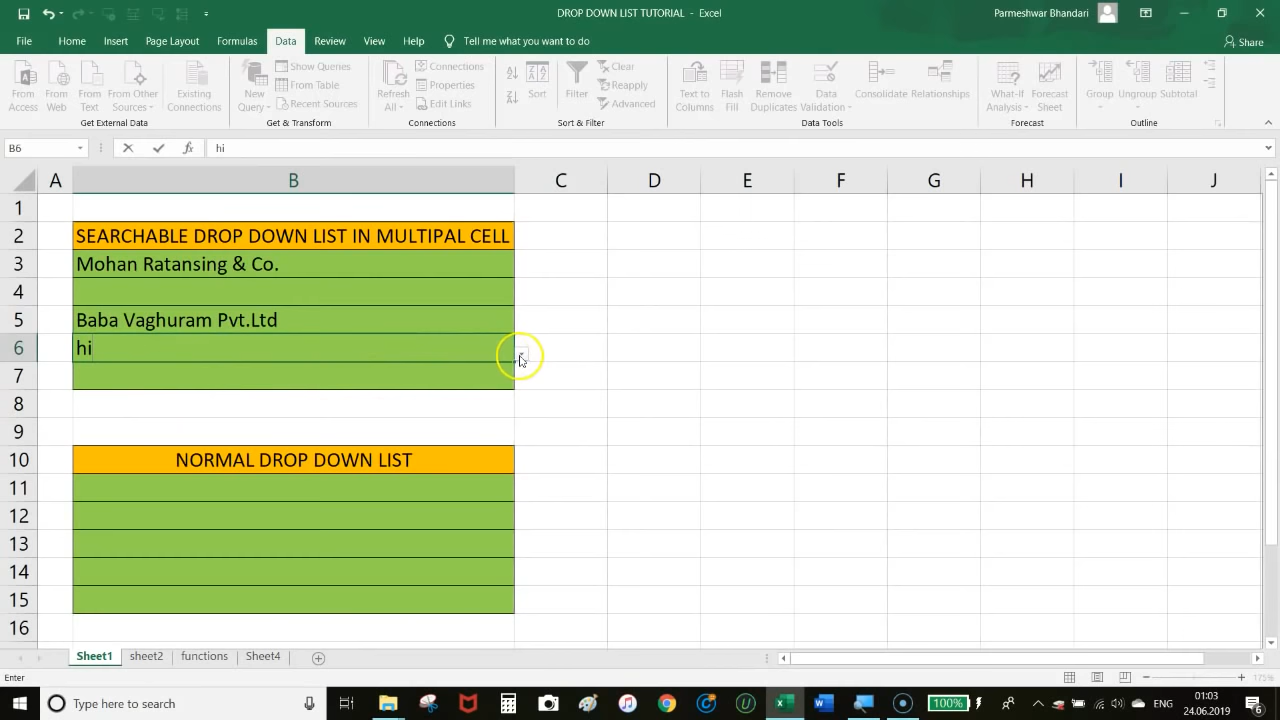 DROP DOWN LIST TUTORIAL - Excel
Parmeshwar Bhandari
File Home Insert Page Layout Formulas Data Review View Help Tell me what you want to do Share
From Access
From Web
From Text
From Other Sources
Existing Connections
Get External Data
New Query
Show Queries
From Table
Recent Sources
Get & Transform
Refresh All
Connections
Properties
Edit Links
Connections
Sort
Filter
Clear
Reapply
Advanced
Sort & Filter
Text to Columns
Flash Fill
Remove Duplicates
Data Validation
Consolidate
Relationships
Data Tools
What-If Analysis
Forecast Sheet
Forecast
Group
Ungroup
Subtotal
Outline
B6 fx hi
A B C D E F G H I J
1
2 SEARCHABLE DROP DOWN LIST IN MULTIPAL CELL
3 Mohan Ratansing & Co.
4
5 Baba Vaghuram Pvt.Ltd
6 hi
7
8
9
10 NORMAL DROP DOWN LIST
11
12
13
14
15
16
Sheet1 sheet2 functions Sheet4
Enter 175%
Type here to search 100% ENG 01:03
24.06.2019